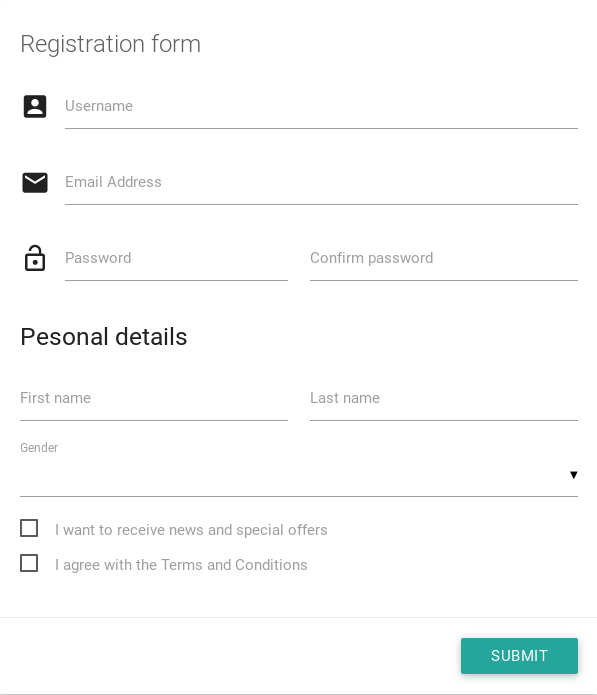 Registration form
Username
Email Address
Password Confirm password
Pesonal details
First name Last name
Gender
I want to receive news and special offers
I agree with the Terms and Conditions
SUBMIT